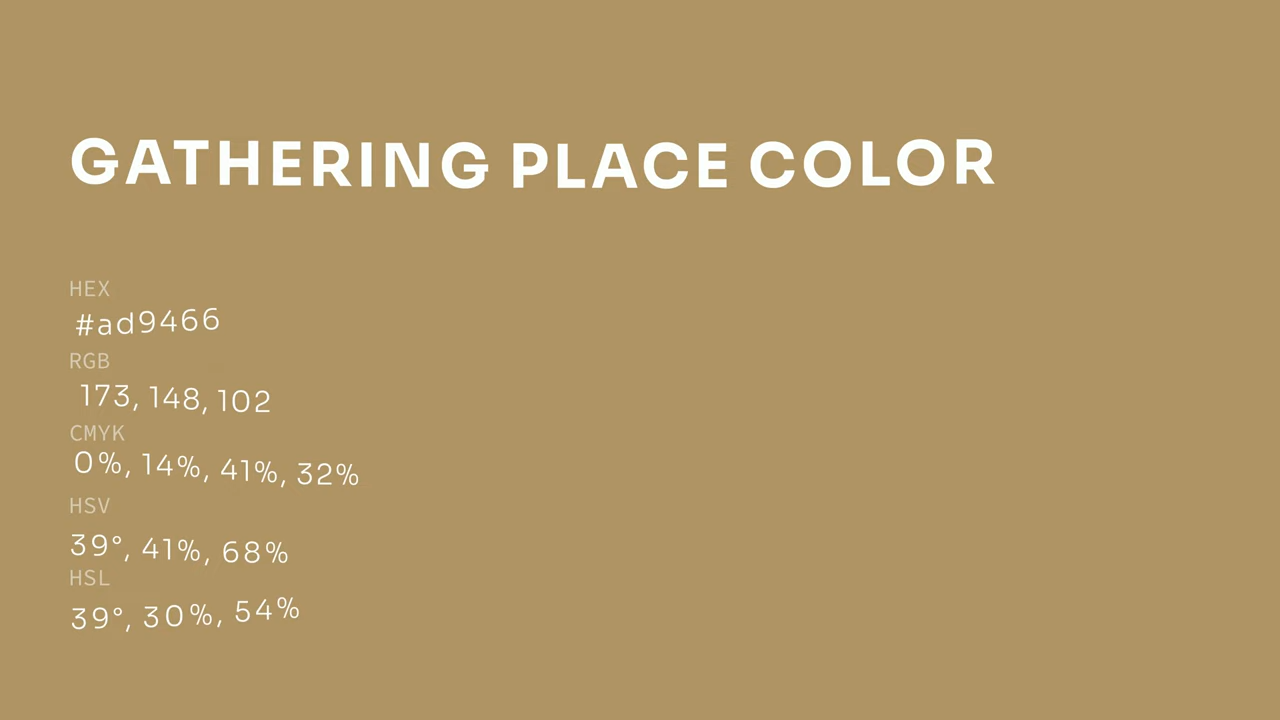 GATHERING PLACE COLOR
HEX
#ad9466
RGB
173, 148, 102
CMYK
0%, 14%, 41%, 32%
HSV
39°, 41%, 68%
HSL
39°, 30%, 54%